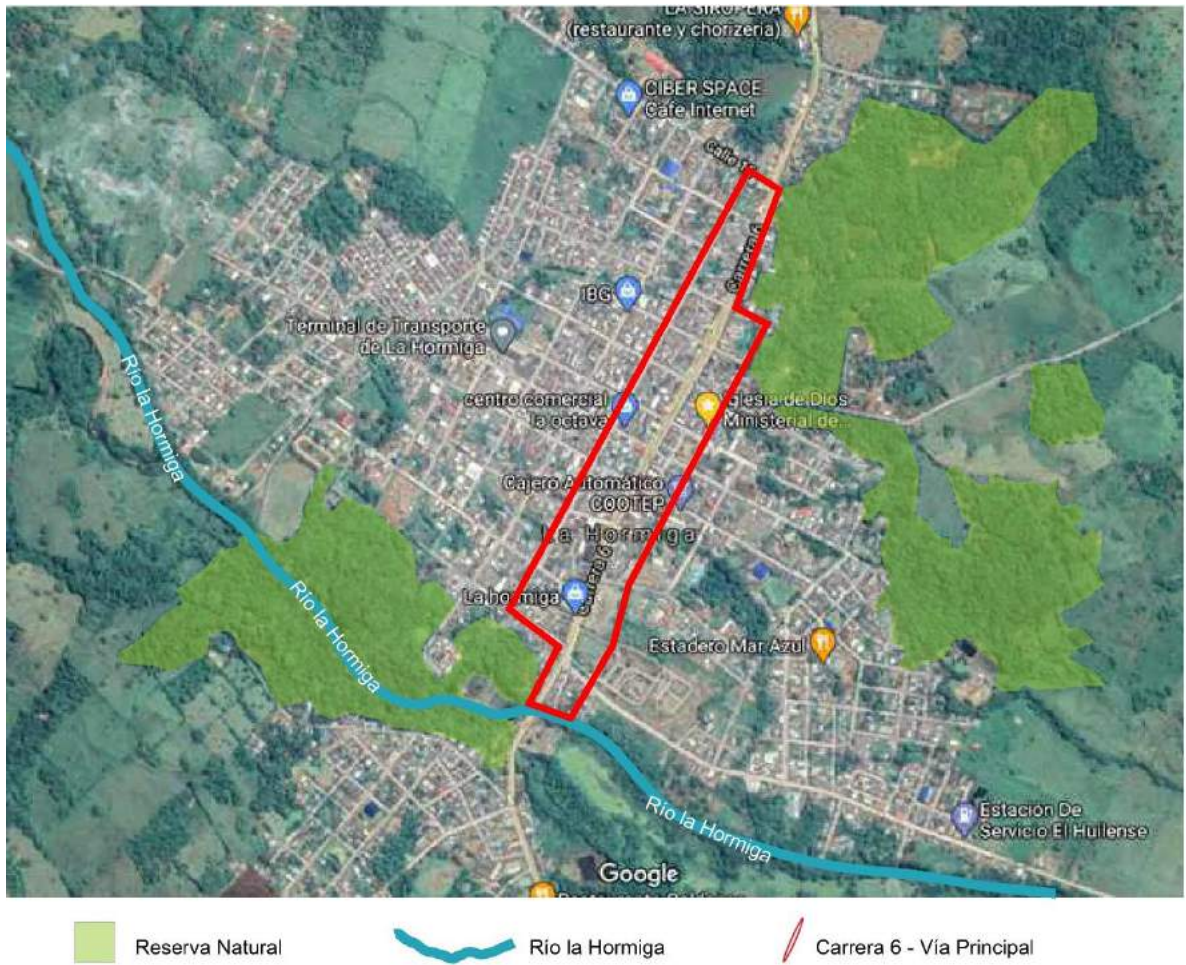 LA SIROPERA
(restaurante y chorizeria)
CIBER SPACE
Cafe Internet
Carrera 6
IBG
Terminal de Transporte
de La Hormiga
Río la Hormiga
centro comercial
la octava
Iglesia de Dios
Ministerial de...
Cajero Automático
COOTEP
La Hormiga
Carrera 6
La hormiga
Río la Hormiga
Estadero Mar Azul
Río la Hormiga
Estación De
Servicio El Huilense
Google
Reserva Natural
Río la Hormiga
Carrera 6 - Vía Principal